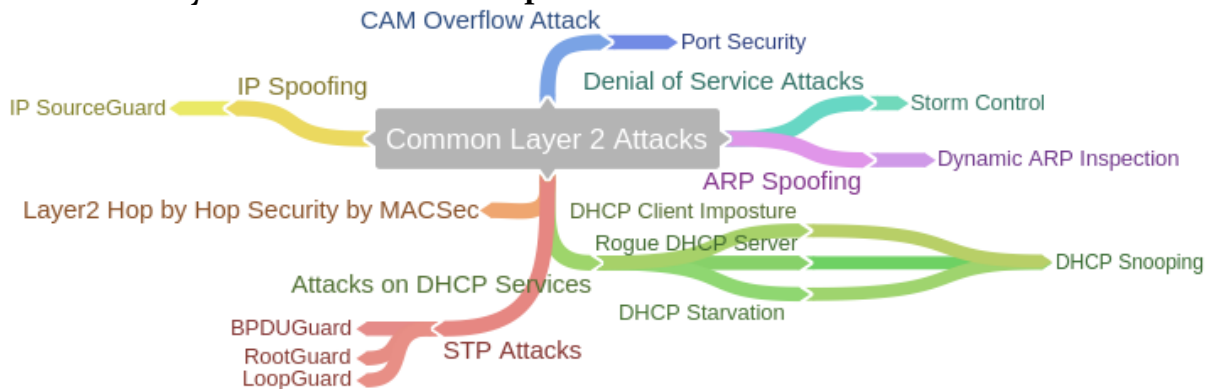 CAM Overflow Attack
Port Security
Denial of Service Attacks
IP Spoofing
IP SourceGuard
Storm Control
Common Layer 2 Attacks
Dynamic ARP Inspection
ARP Spoofing
Layer2 Hop by Hop Security by MACSec
DHCP Client Imposture
Rogue DHCP Server
DHCP Snooping
Attacks on DHCP Services
DHCP Starvation
BPDUGuard
STP Attacks
RootGuard
LoopGuard